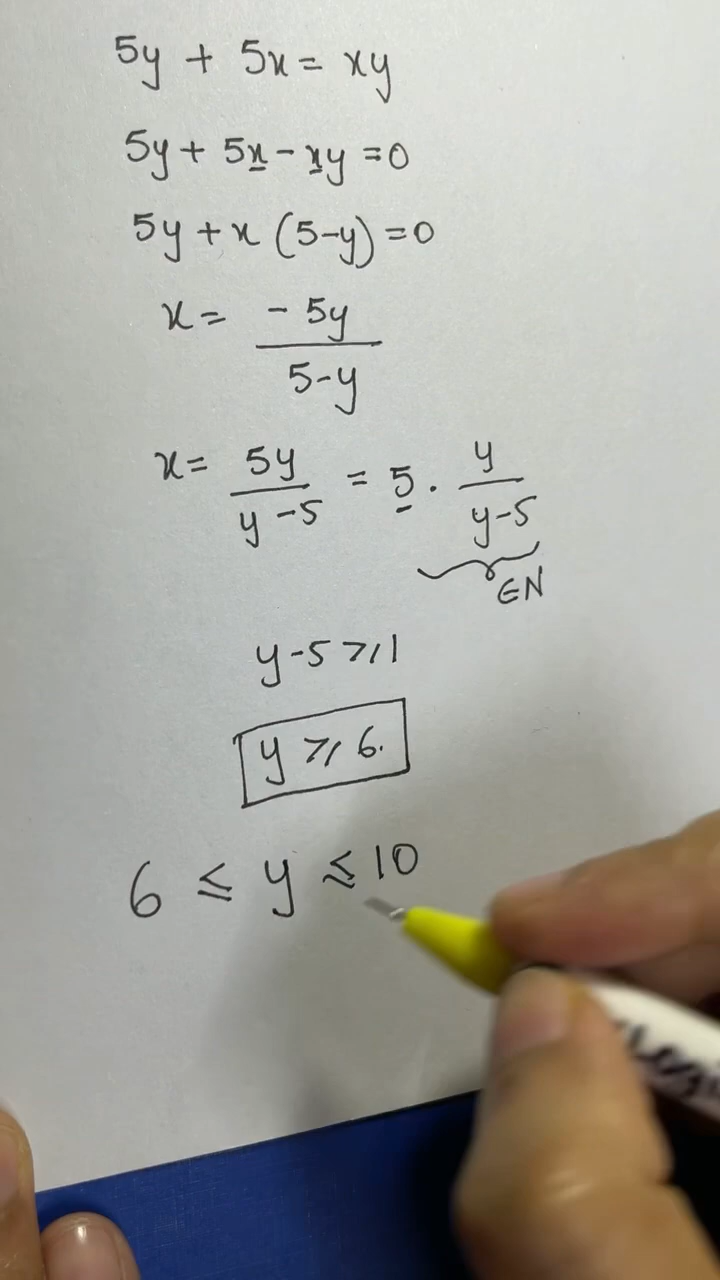 5y + 5x = xy
5y + 5x - xy = 0
5y + x (5-y) = 0
x = - 5y / 5-y
x = 5y / y-5 = 5 . y / y-5
∈N
y-5 ⩾ 1
y ⩾ 6.
6 ≤ y ≤ 10